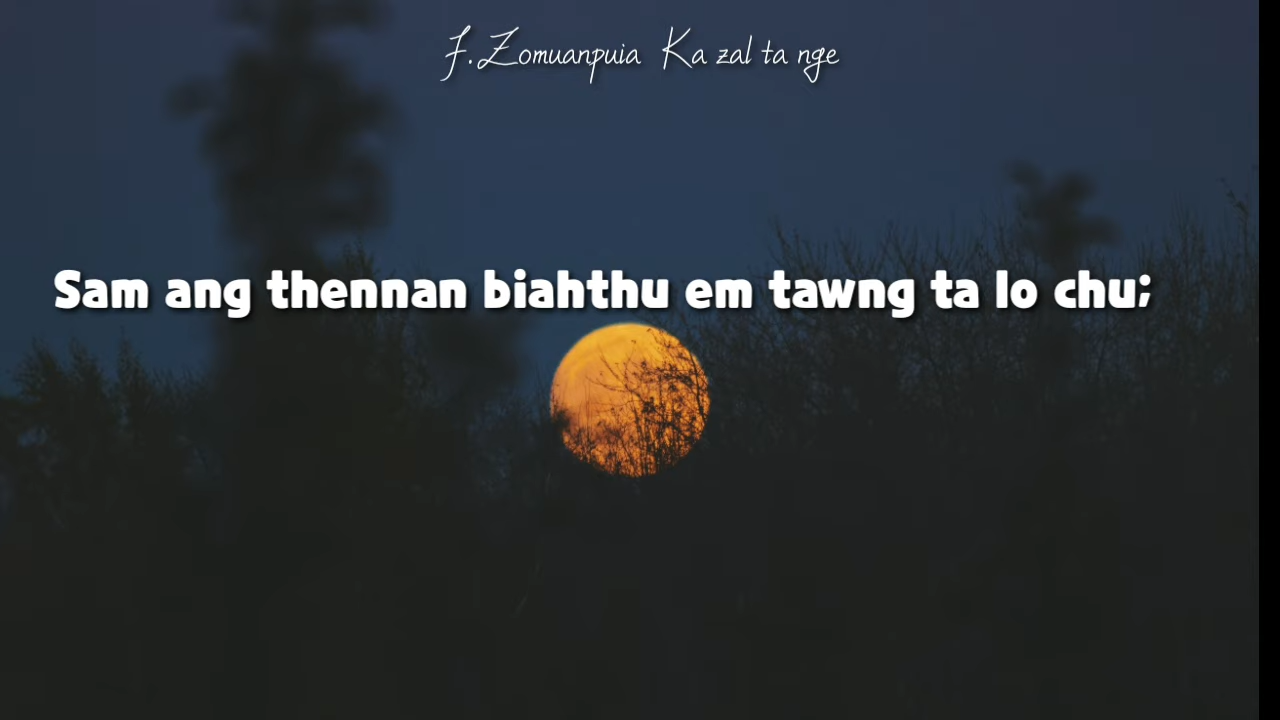 F. Zomuanpuia Ka zal ta nge
Sam ang thennan biahthu em tawng ta lo chu;